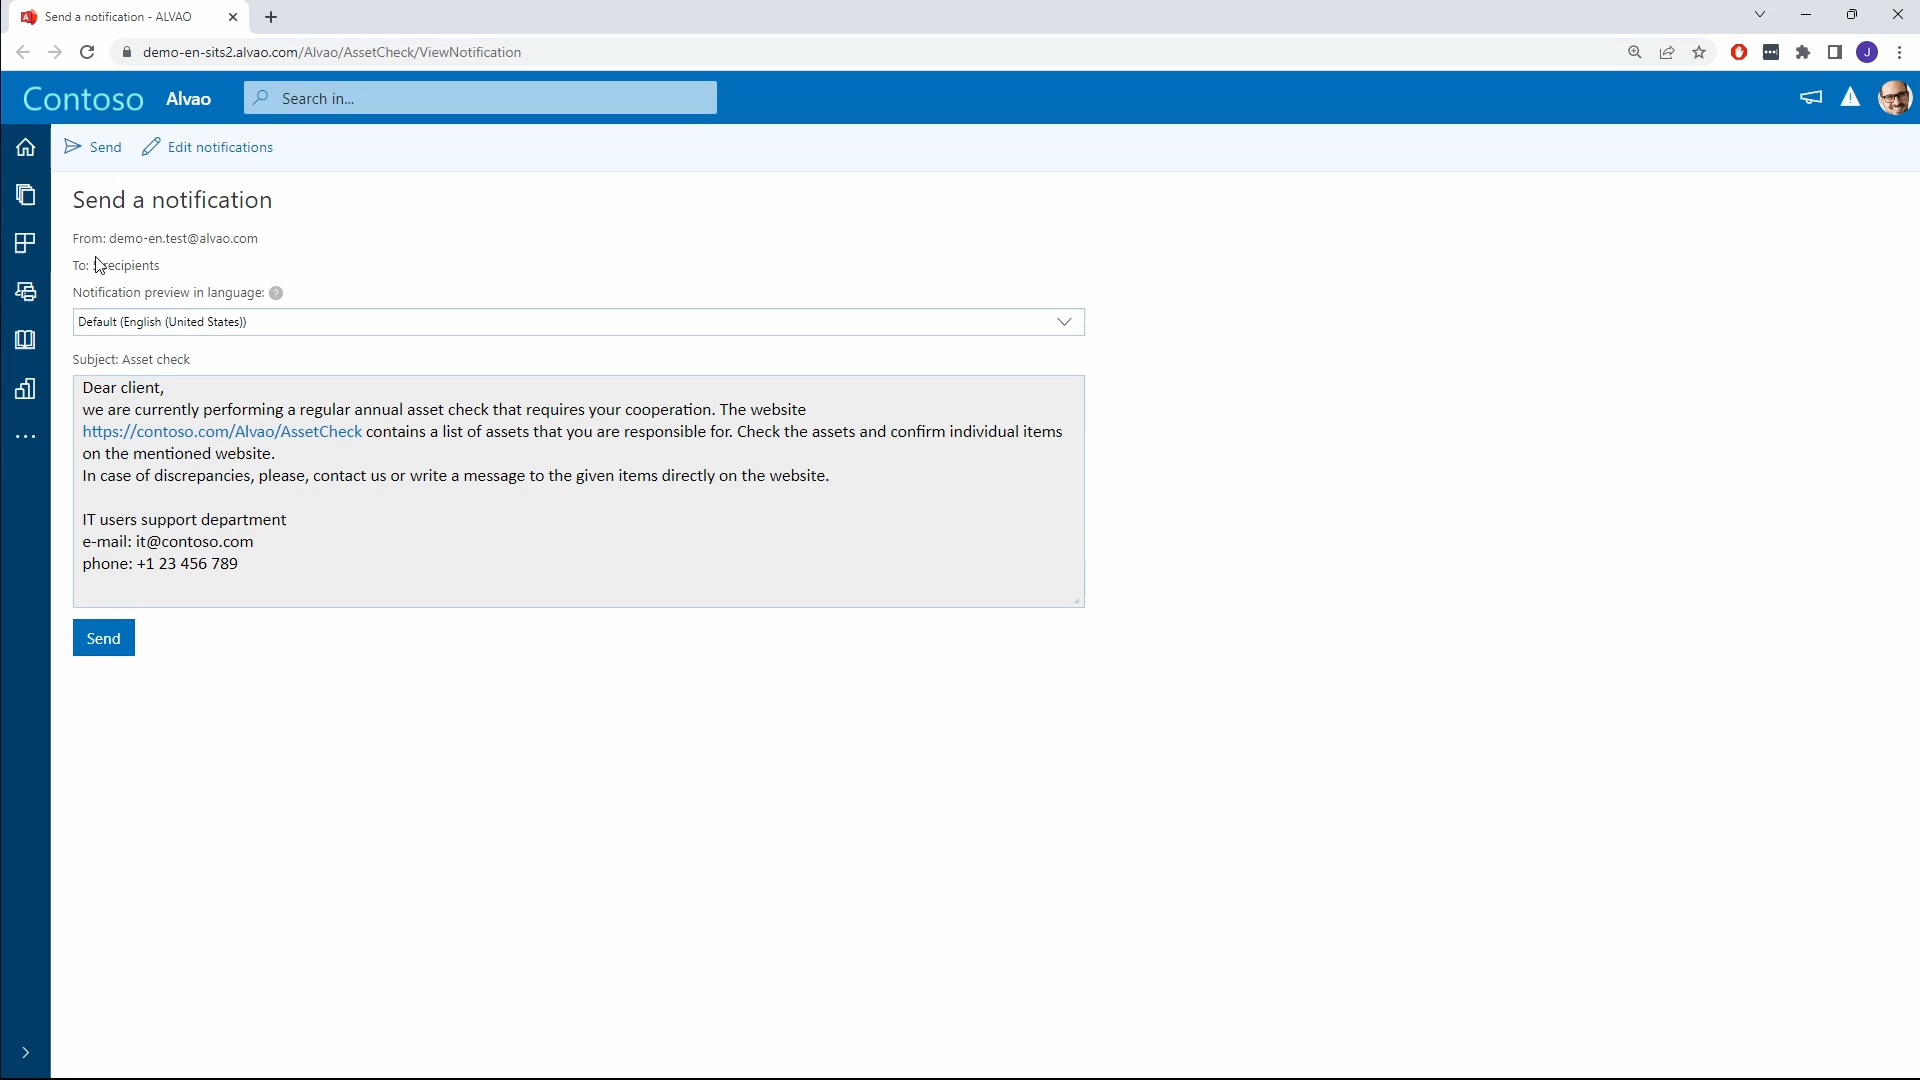 Send a notification - ALVAO
demo-en-sits2.alvao.com/Alvao/AssetCheck/ViewNotification
J
Contoso Alvao Search in...
Send Edit notifications
Send a notification
From: demo-en.test@alvao.com
To: recipients
Notification preview in language: ?
Default (English (United States))
Subject: Asset check
Dear client,
we are currently performing a regular annual asset check that requires your cooperation. The website
https://contoso.com/Alvao/AssetCheck contains a list of assets that you are responsible for. Check the assets and confirm individual items
on the mentioned website.
In case of discrepancies, please, contact us or write a message to the given items directly on the website.
IT users support department
e-mail: it@contoso.com
phone: +1 23 456 789
Send